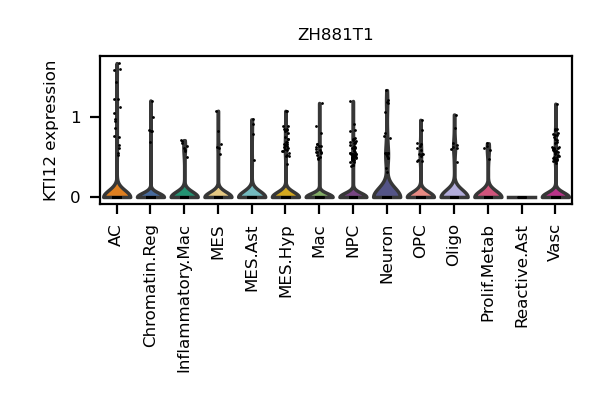 ZH881T1
KTI12 expression
1
0
AC
Chromatin.Reg
Inflammatory.Mac
MES
MES.Ast
MES.Hyp
Mac
NPC
Neuron
OPC
Oligo
Prolif.Metab
Reactive.Ast
Vasc